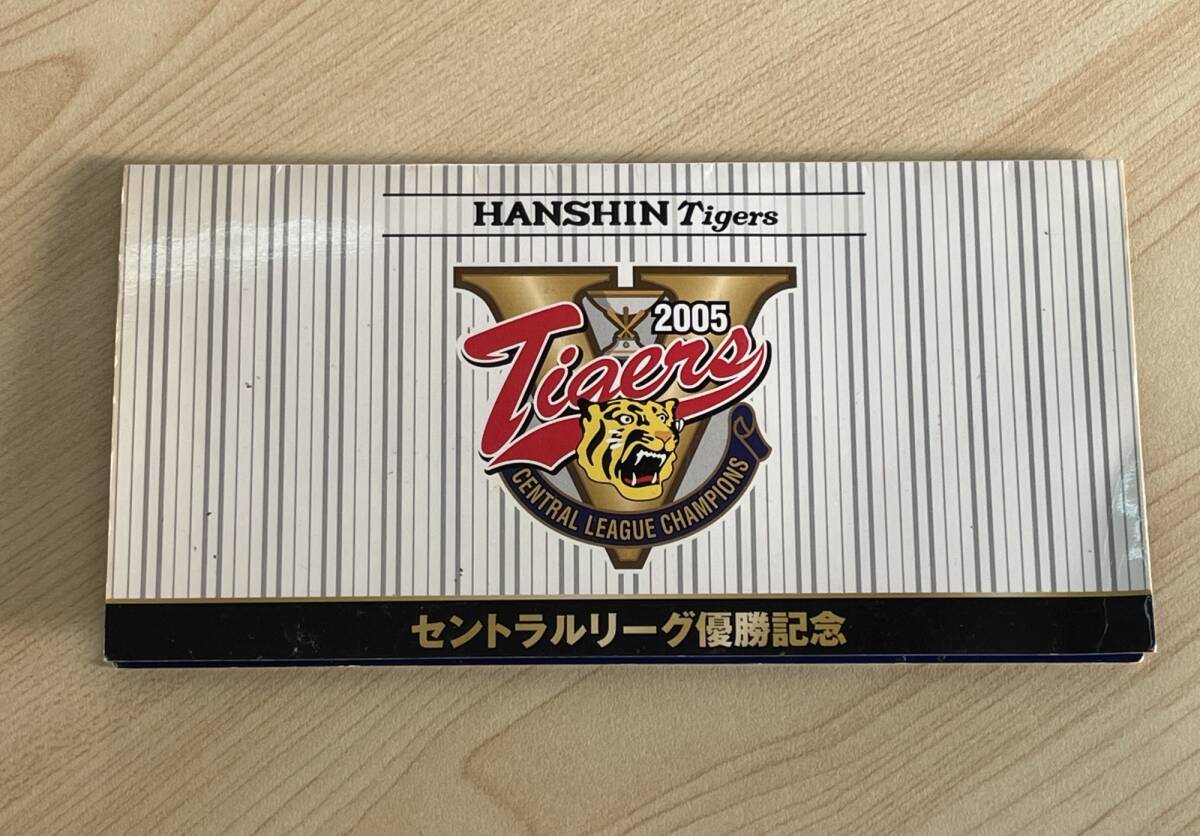 HANSHIN Tigers
2005
Tigers
CENTRAL LEAGUE CHAMPIONS
セントラルリーグ優勝記念